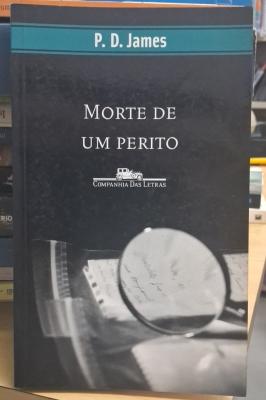 P. D. James
MORTE DE
UM PERITO
COMPANHIA DAS LETRAS